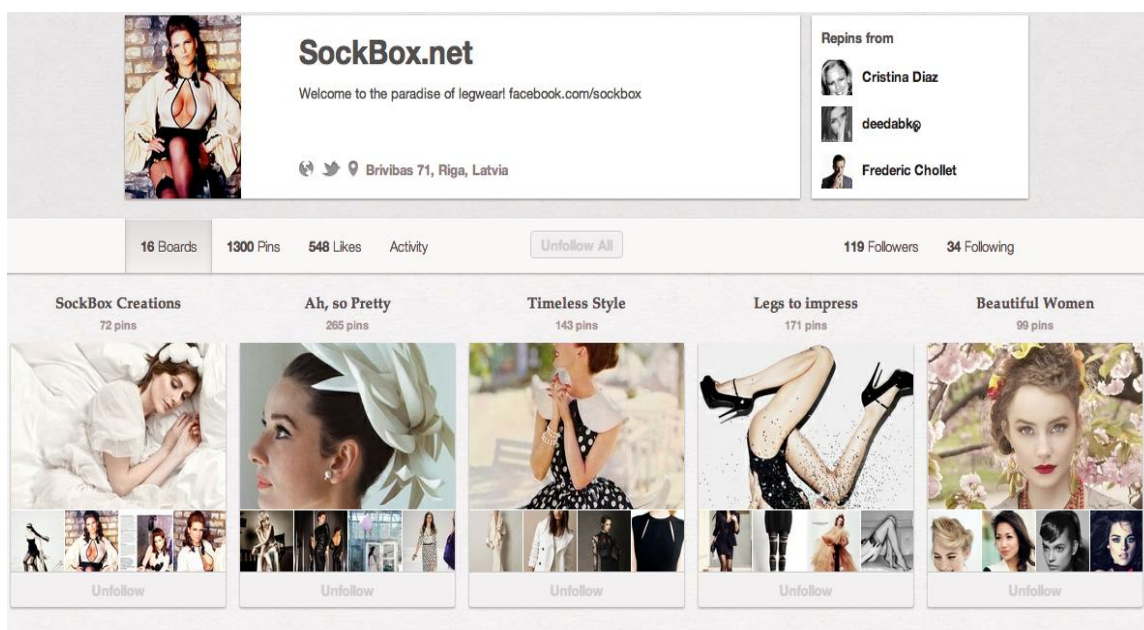 SockBox.net
Welcome to the paradise of legwear! facebook.com/sockbox
Brivibas 71, Riga, Latvia
Repins from
Cristina Diaz
deedabko
Frederic Chollet
16 Boards
1300 Pins
548 Likes
Activity
Unfollow All
119 Followers
34 Following
SockBox Creations
72 pins
Unfollow
Ah, so Pretty
265 pins
Unfollow
Timeless Style
143 pins
Unfollow
Legs to impress
171 pins
Unfollow
Beautiful Women
99 pins
Unfollow